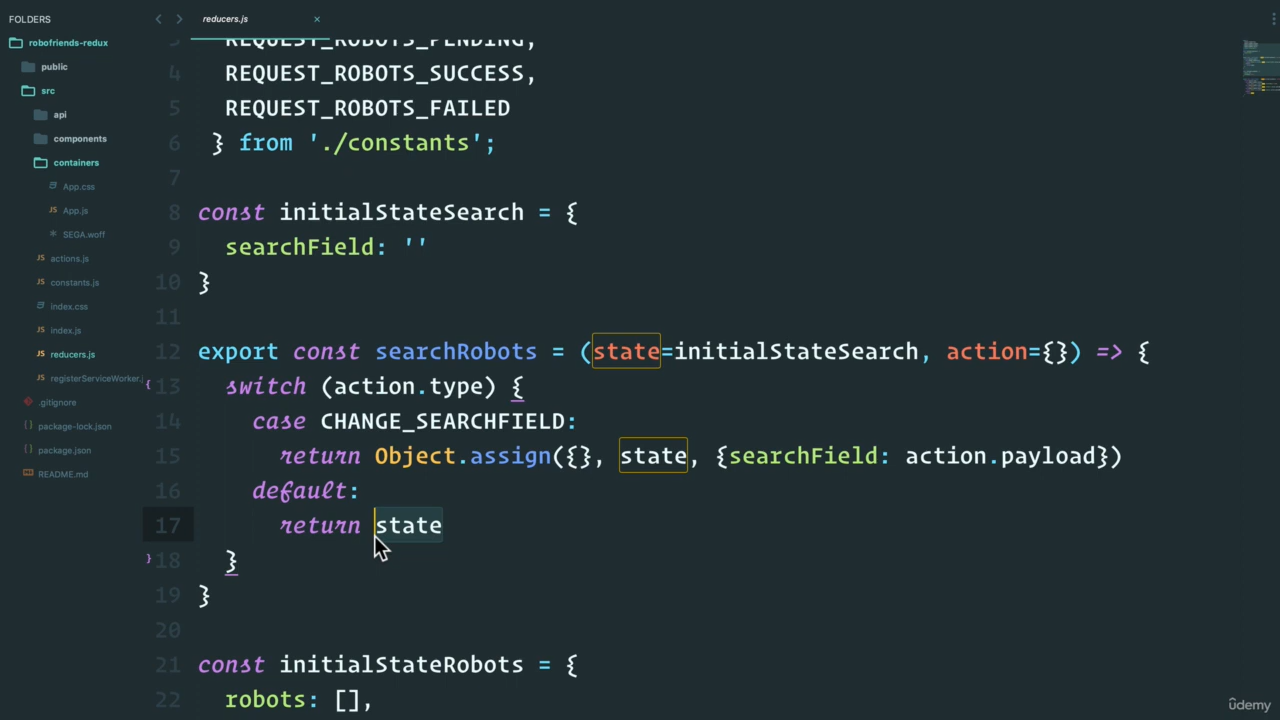 FOLDERS
robofriends-redux
public
src
api
components
containers
App.css
App.js
SEGA.woff
actions.js
constants.js
index.css
index.js
reducers.js
registerServiceWorker.j
.gitignore
package-lock.json
package.json
README.md
reducers.js ×
3 REQUEST_ROBOTS_PENDING,
4 REQUEST_ROBOTS_SUCCESS,
5 REQUEST_ROBOTS_FAILED
6 } from './constants';
7
8 const initialStateSearch = {
9 searchField: ''
10 }
11
12 export const searchRobots = (state=initialStateSearch, action={}) => {
13 switch (action.type) {
14 case CHANGE_SEARCHFIELD:
15 return Object.assign({}, state, {searchField: action.payload})
16 default:
17 return state
18 }
19 }
20
21 const initialStateRobots = {
22 robots: [],
ûdemy